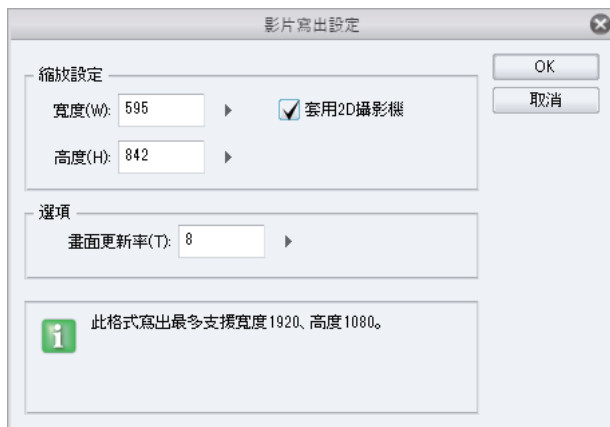 影片寫出設定
縮放設定
寬度(W): 595
套用2D攝影機
高度(H): 842
選項
畫面更新率(T): 8
此格式寫出最多支援寬度1920、高度1080。
OK
取消